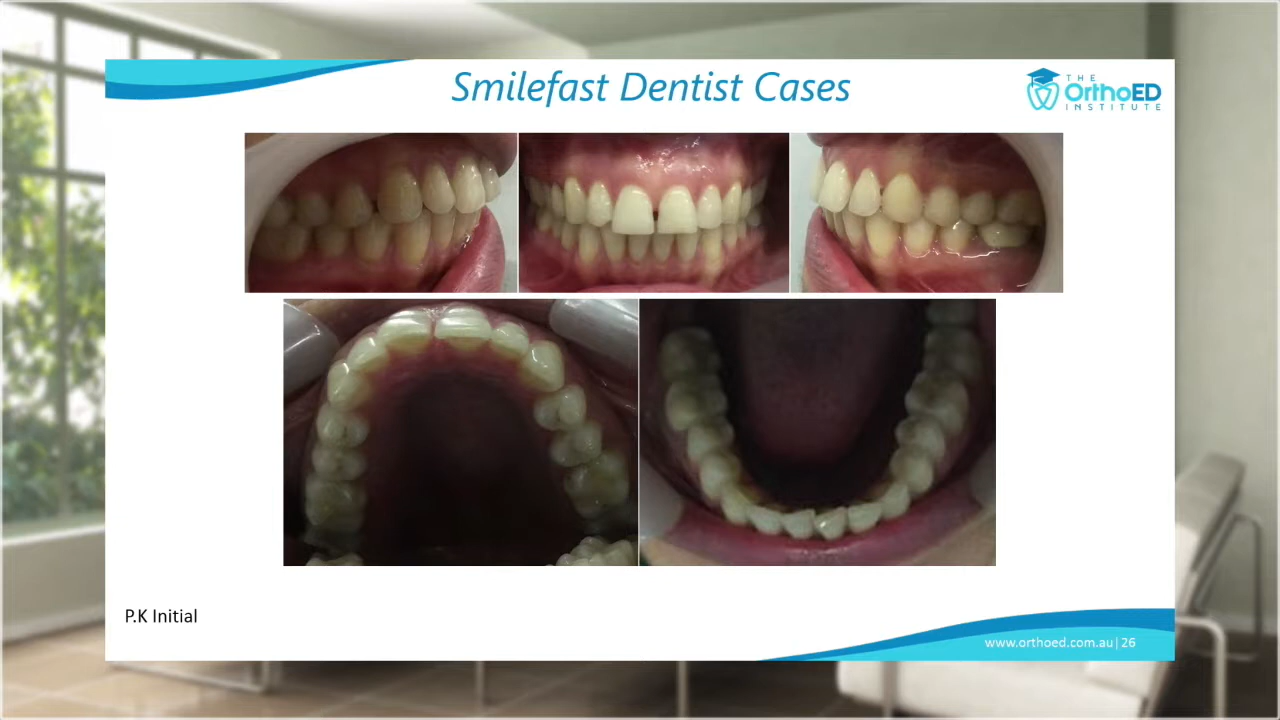 Smilefast Dentist Cases
THE
OrthoED
INSTITUTE
P.K Initial
www.orthoed.com.au|26